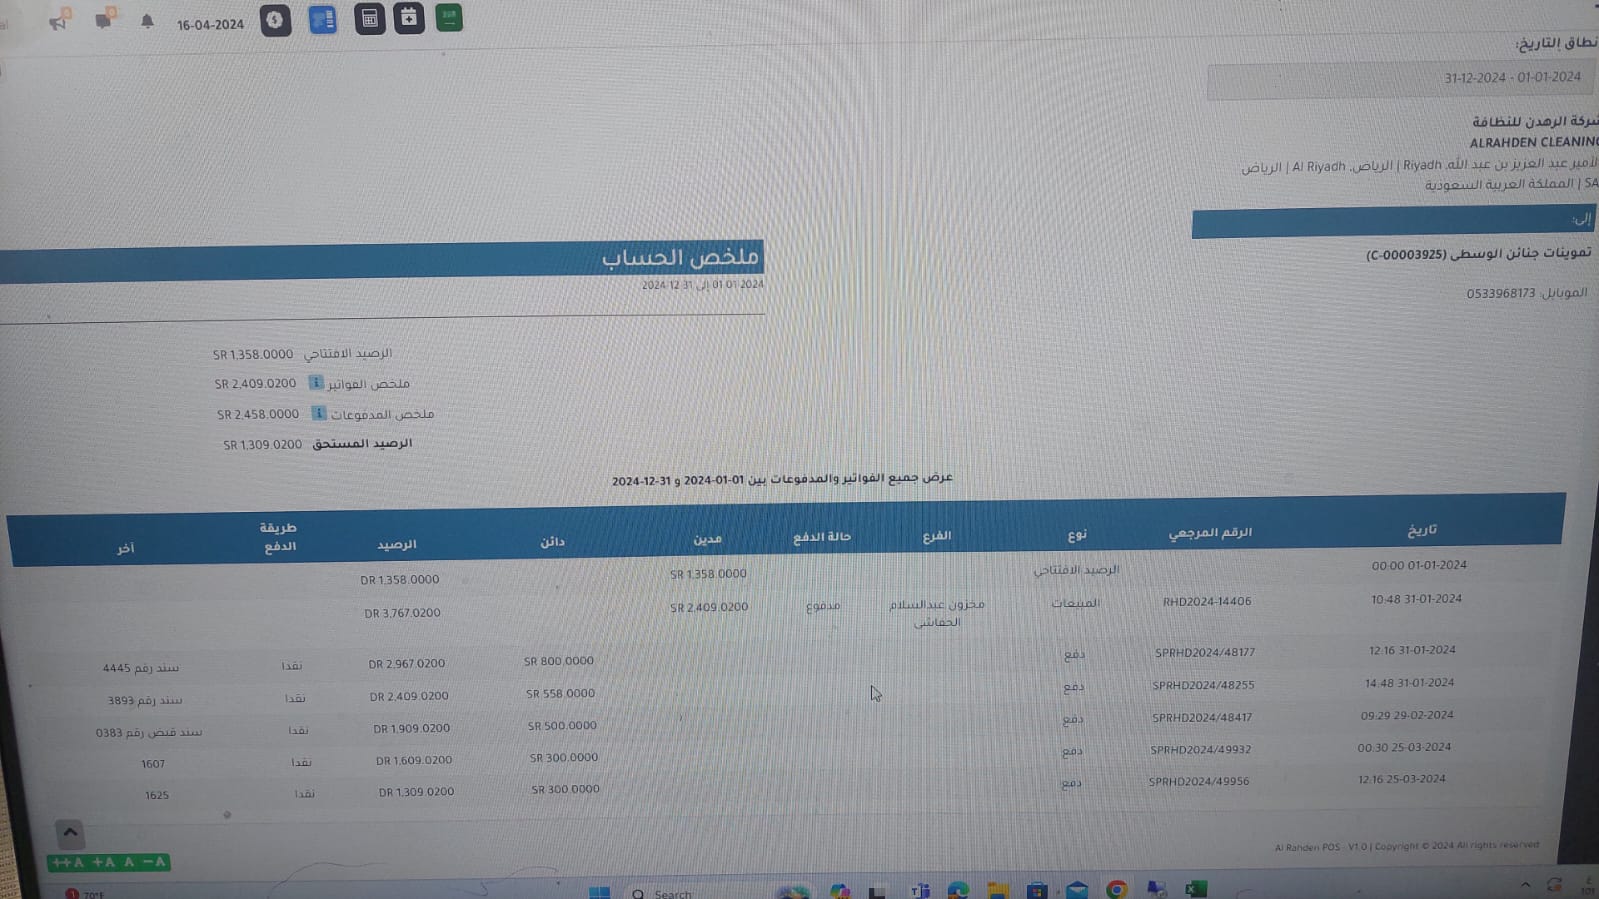 16-04-2024
نطاق التاريخ:
31-12-2024 - 01-01-2024
شركة الرهدن للنظافة
ALRAHDEN CLEANING
الأمير عبد العزيز بن عبد الله, Riyadh | الرياض, Al Riyadh | الرياض
SA | المملكة العربية السعودية
إلى:
تموينات جنائن الوسطى (C-00003925)
الموبايل: 0533968173
ملخص الحساب
01-01-2024 إلى 31-12-2024
الرصيد الافتتاحي SR 1,358.0000
ملخص الفواتير i SR 2,409.0200
ملخص المدفوعات i SR 2,458.0000
الرصيد المستحق SR 1,309.0200
عرض جميع الفواتير والمدفوعات بين 01-01-2024 و 31-12-2024
تاريخ الرقم المرجعي نوع الفرع حالة الدفع مدين دائن الرصيد طريقة الدفع آخر
00:00 01-01-2024 الرصيد الافتتاحي SR 1,358.0000 DR 1,358.0000
10:48 31-01-2024 RHD2024-14406 المبيعات مخزون عبدالسلام الحفاشي مدفوع SR 2,409.0200 DR 3,767.0200
12:16 31-01-2024 SPRHD2024/48177 دفع SR 800.0000 DR 2,967.0200 نقدا سند رقم 4445
14:48 31-01-2024 SPRHD2024/48255 دفع SR 558.0000 DR 2,409.0200 نقدا سند رقم 3893
09:29 29-02-2024 SPRHD2024/48417 دفع SR 500.0000 DR 1,909.0200 نقدا سند قبض رقم 0383
00:30 25-03-2024 SPRHD2024/49932 دفع SR 300.0000 DR 1,609.0200 نقدا 1607
12:16 25-03-2024 SPRHD2024/49956 دفع SR 300.0000 DR 1,309.0200 نقدا 1625
Al Rahden POS - V1.0 | Copyright © 2024 All rights reserved
++A +A A -A
70°F
Search